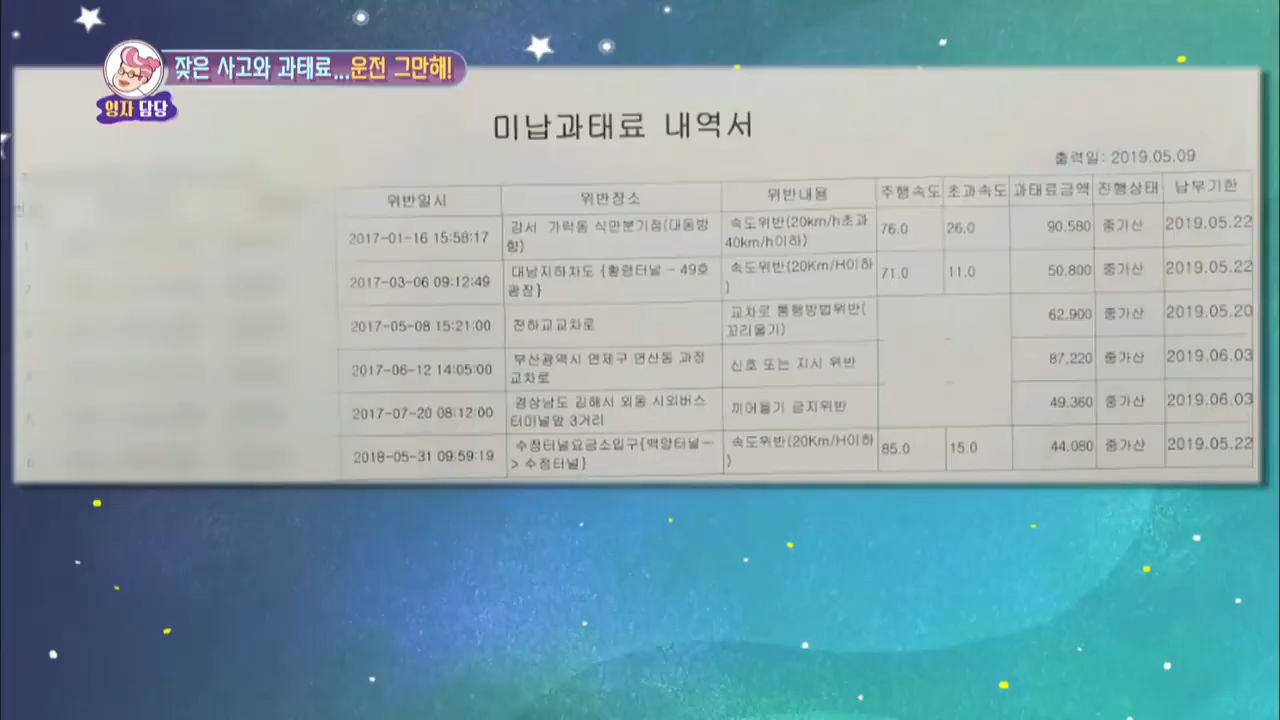 잦은 사고와 과태료...운전 그만해!
영자 담당
미납과태료 내역서
출력일: 2019.05.09
위반일시 위반장소 위반내용 주행속도 초과속도 과태료금액 진행상태 납부기한
2017-01-16 15:58:17 강서 가락동 식만분기점(대동방 속도위반(20km/h초과 76.0 26.0 90,580 중가산 2019.05.22
향) 40km/h이하)
2017-03-06 09:12:49 대남지하차도 {황령터널 - 49호 속도위반(20Km/H이하 71.0 11.0 50,800 중가산 2019.05.22
광장} )
2017-05-08 15:21:00 전하교교차로 교차로 통행방법위반( 62,900 중가산 2019.05.20
꼬리물기)
2017-06-12 14:05:00 부산광역시 연제구 연산동 과정 신호 또는 지시 위반 87,220 중가산 2019.06.03
교차로
2017-07-20 08:12:00 경상남도 김해시 외동 시외버스 끼어들기 금지위반 49,360 중가산 2019.06.03
터미널앞 3거리
2018-05-31 09:59:19 수정터널요금소입구{백양터널- 속도위반(20Km/H이하 85.0 15.0 44,080 중가산 2019.05.22
> 수정터널} )